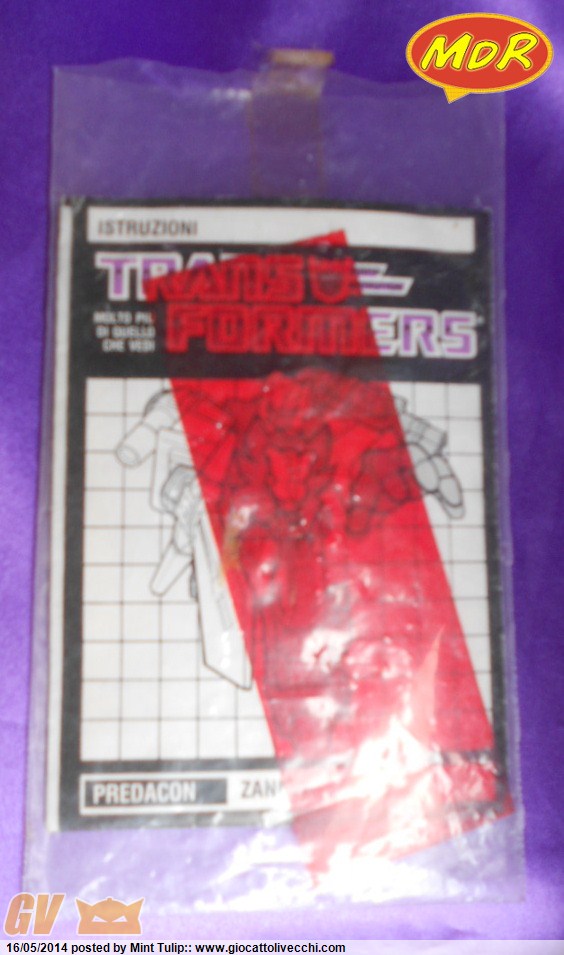 MDR
ISTRUZIONI
TRANSFORMERS
MOLTO PIÙ
DI QUELLO
CHE VEDI
PREDACON
GV
16/05/2014 posted by Mint Tulip:: www.giocattolivecchi.com